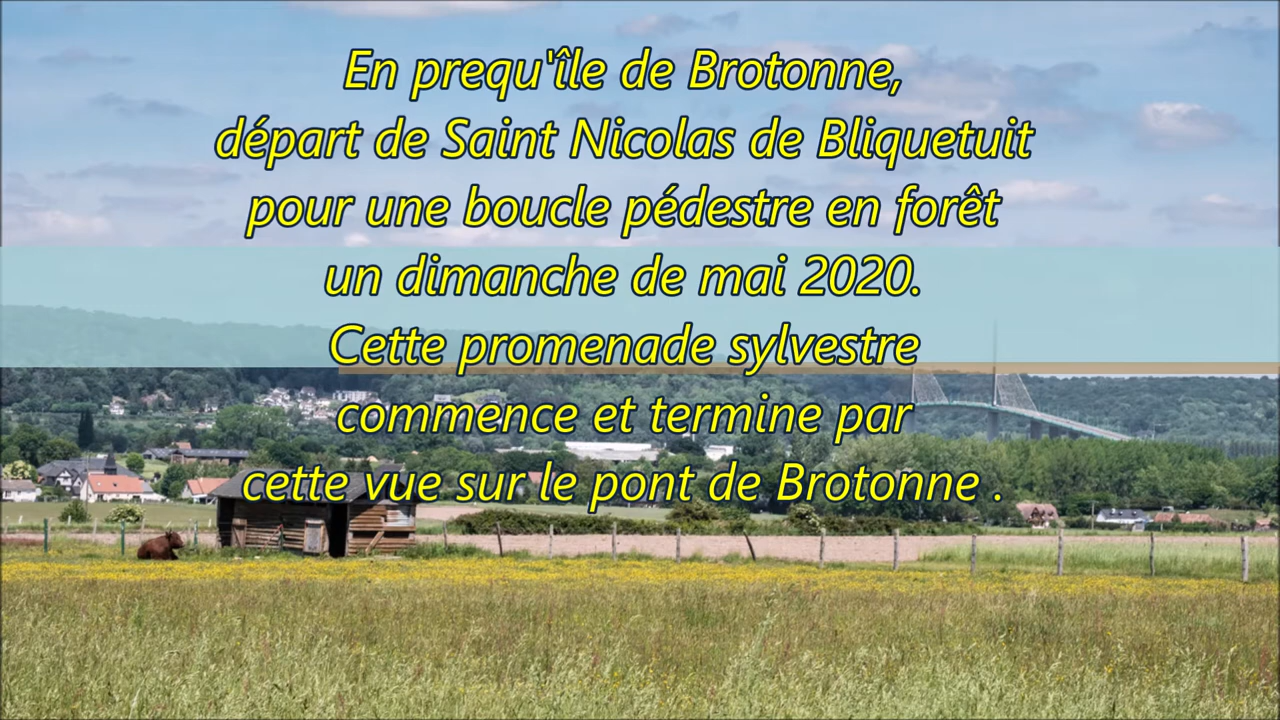 En prequ'île de Brotonne,
départ de Saint Nicolas de Bliquetuit
pour une boucle pédestre en forêt
un dimanche de mai 2020.
Cette promenade sylvestre
commence et termine par
cette vue sur le pont de Brotonne .